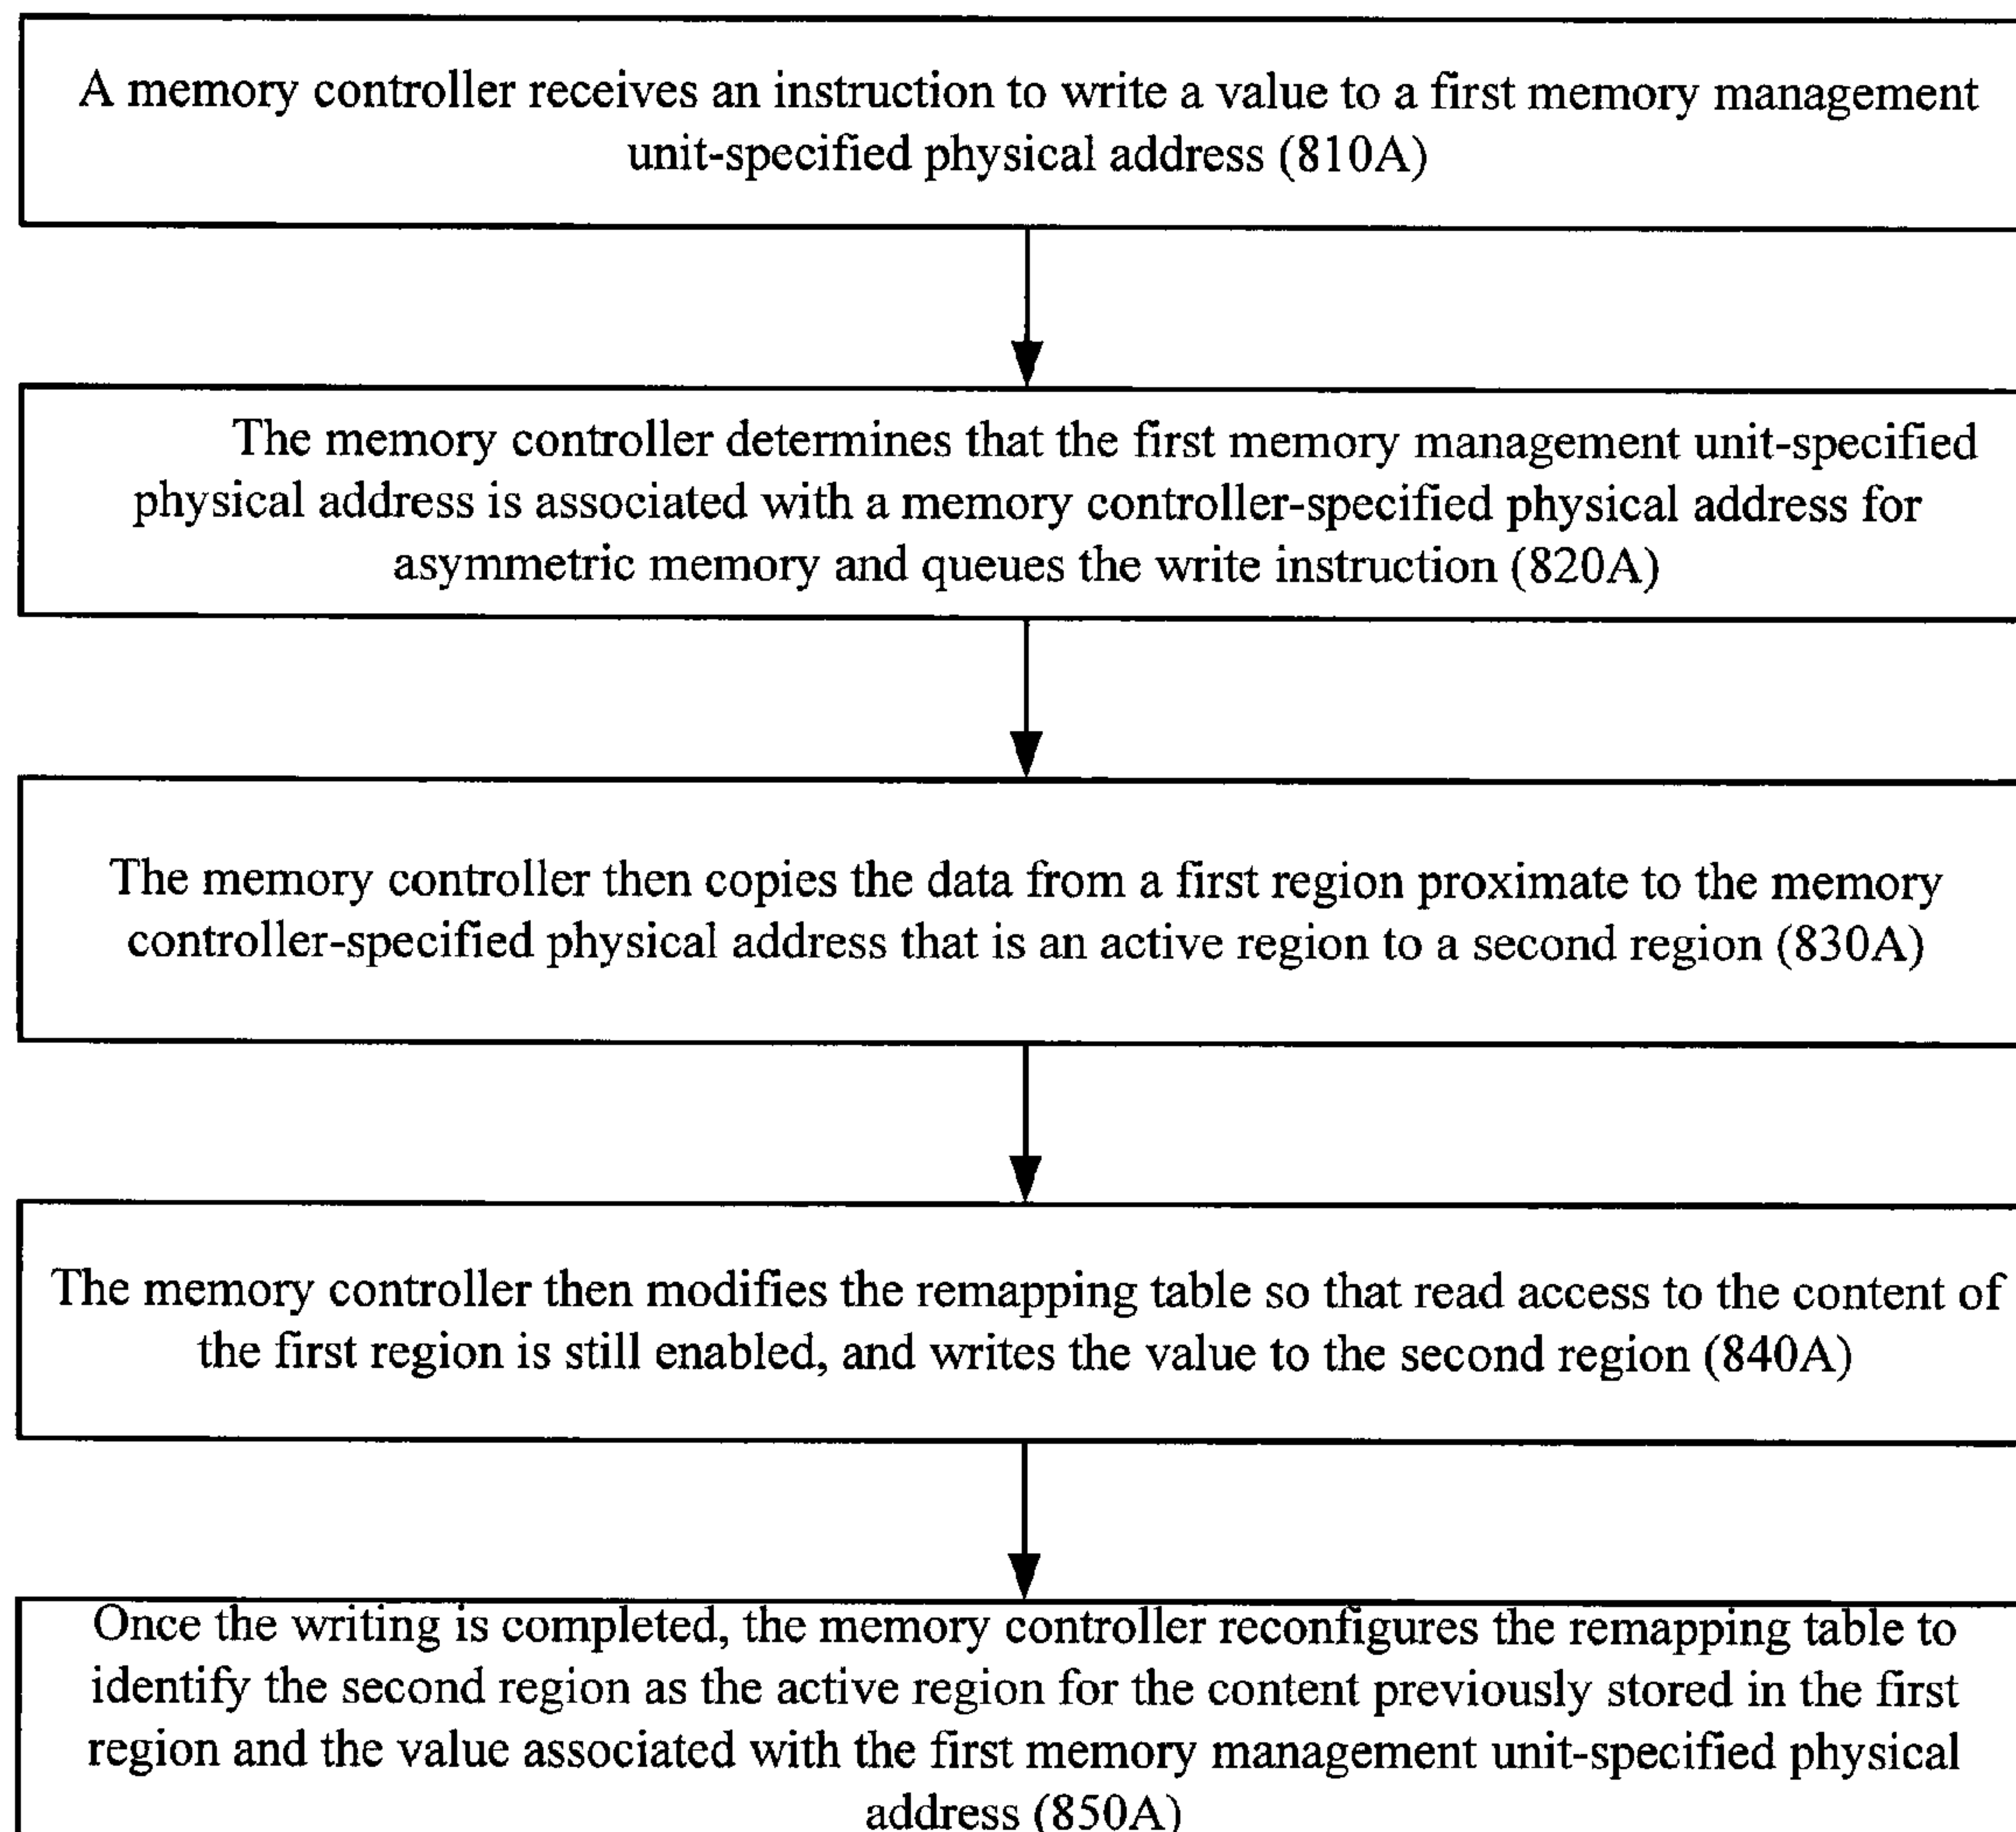 A memory controller receives an instruction to write a value to a first memory management
unit-specified physical address (810A)
The memory controller determines that the first memory management unit-specified
physical address is associated with a memory controller-specified physical address for
asymmetric memory and queues the write instruction (820A)
The memory controller then copies the data from a first region proximate to the memory
controller-specified physical address that is an active region to a second region (830A)
The memory controller then modifies the remapping table so that read access to the content of
the first region is still enabled, and writes the value to the second region (840A)
Once the writing is completed, the memory controller reconfigures the remapping table to
identify the second region as the active region for the content previously stored in the first
region and the value associated with the first memory management unit-specified physical
address (850A)